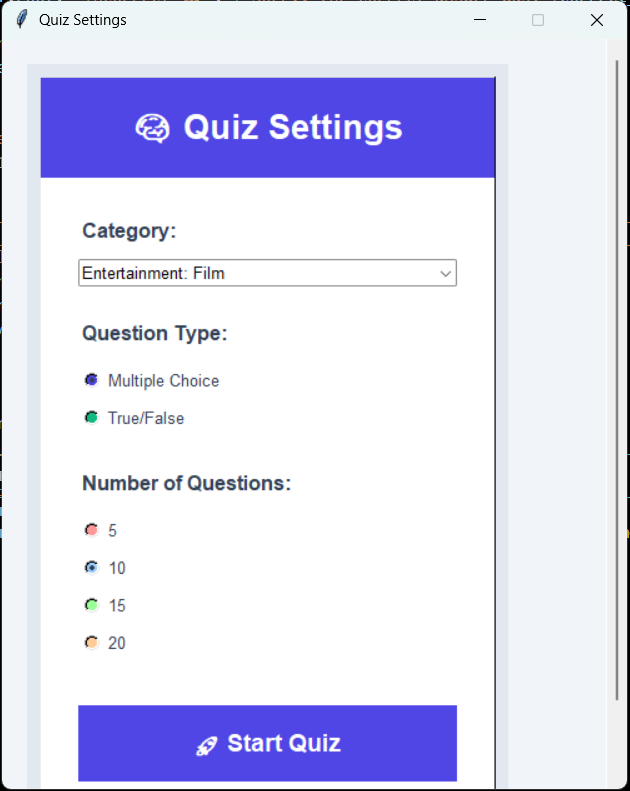 Quiz Settings
Quiz Settings
Category:
Entertainment: Film
Question Type:
Multiple Choice
True/False
Number of Questions:
5
10
15
20
Start Quiz